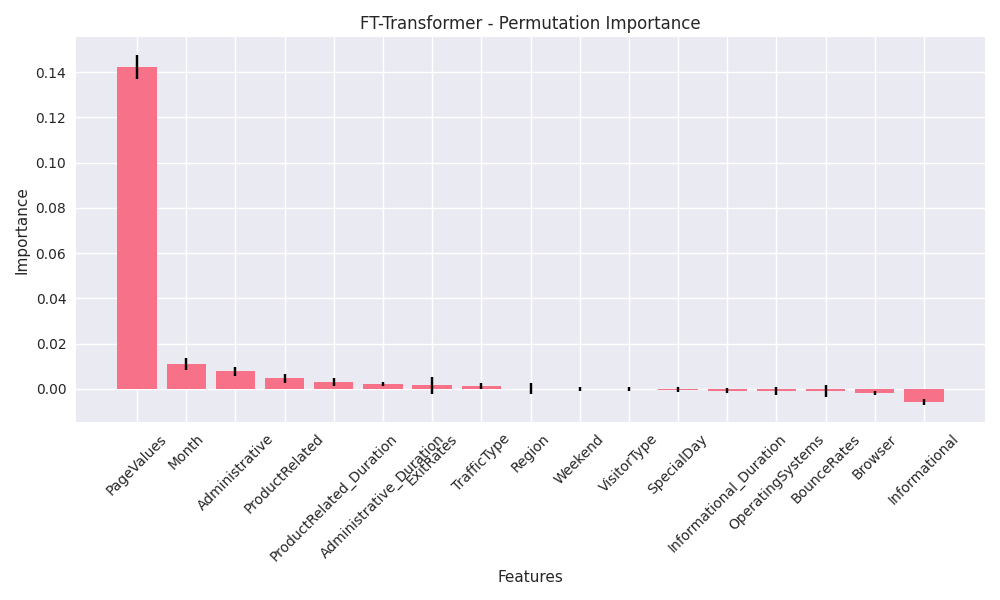 FT-Transformer - Permutation Importance
Importance
0.14
0.12
0.10
0.08
0.06
0.04
0.02
0.00
PageValues
Month
Administrative
ProductRelated
ProductRelated_Duration
Administrative_Duration
ExitRates
TrafficType
Region
Weekend
VisitorType
SpecialDay
Informational_Duration
OperatingSystems
BounceRates
Browser
Informational
Features